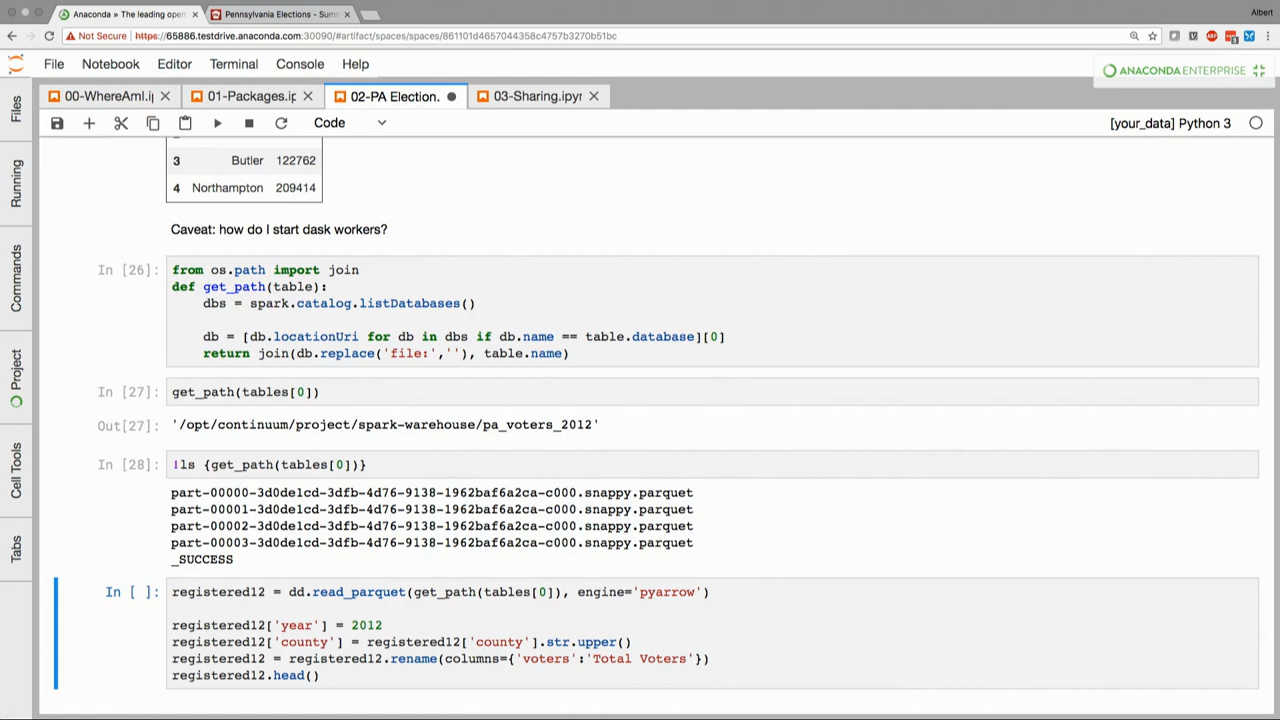 Anaconda » The leading open
Pennsylvania Elections - Sum
Albert
Not Secure https://65886.testdrive.anaconda.com:30090/#artifact/spaces/spaces/861101d4657044358c4757b3270b51bc
File Notebook Editor Terminal Console Help
ANACONDA ENTERPRISE
00-WhereAmI.i
01-Packages.ip
02-PA Election.
03-Sharing.ipyr
Code
[your_data] Python 3
Files
Running
Commands
Project
Cell Tools
Tabs
3 Butler 122762
4 Northampton 209414
Caveat: how do I start dask workers?
In [26]:
from os.path import join
def get_path(table):
    dbs = spark.catalog.listDatabases()
    db = [db.locationUri for db in dbs if db.name == table.database][0]
    return join(db.replace('file:',''), table.name)
In [27]:
get_path(tables[0])
Out[27]:
'/opt/continuum/project/spark-warehouse/pa_voters_2012'
In [28]:
!ls {get_path(tables[0])}
part-00000-3d0de1cd-3dfb-4d76-9138-1962baf6a2ca-c000.snappy.parquet
part-00001-3d0de1cd-3dfb-4d76-9138-1962baf6a2ca-c000.snappy.parquet
part-00002-3d0de1cd-3dfb-4d76-9138-1962baf6a2ca-c000.snappy.parquet
part-00003-3d0de1cd-3dfb-4d76-9138-1962baf6a2ca-c000.snappy.parquet
_SUCCESS
In [ ]:
registered12 = dd.read_parquet(get_path(tables[0]), engine='pyarrow')
registered12['year'] = 2012
registered12['county'] = registered12['county'].str.upper()
registered12 = registered12.rename(columns={'voters':'Total Voters'})
registered12.head()